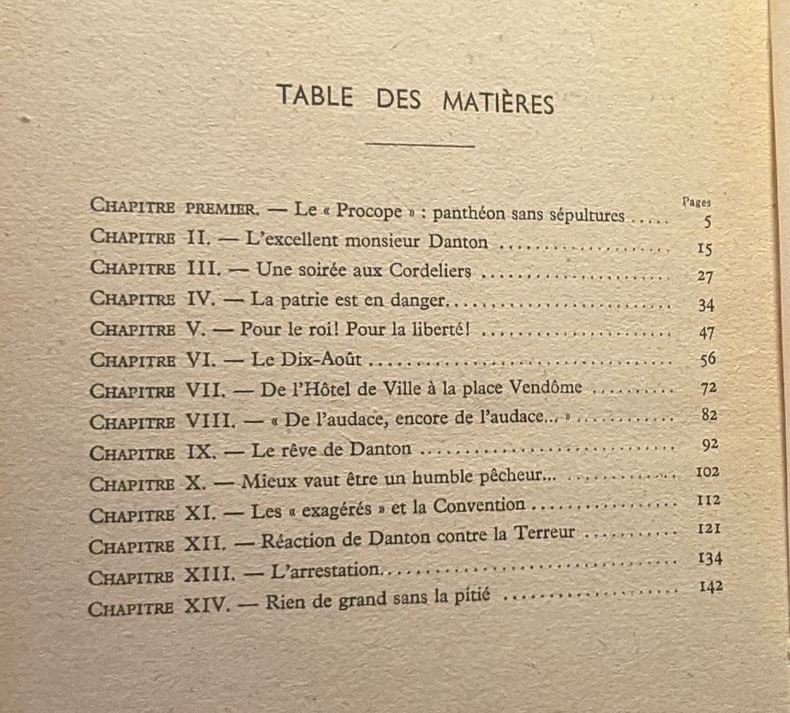 TABLE DES MATIÈRES
Pages
CHAPITRE PREMIER. — Le « Procope » : panthéon sans sépultures ..... 5
CHAPITRE II. — L'excellent monsieur Danton .................... 15
CHAPITRE III. — Une soirée aux Cordeliers ...................... 27
CHAPITRE IV. — La patrie est en danger.......................... 34
CHAPITRE V. — Pour le roi! Pour la liberté! ...................... 47
CHAPITRE VI. — Le Dix-Août .................................... 56
CHAPITRE VII. — De l'Hôtel de Ville à la place Vendôme .......... 72
CHAPITRE VIII. — « De l'audace, encore de l'audace... » ............ 82
CHAPITRE IX. — Le rêve de Danton .............................. 92
CHAPITRE X. — Mieux vaut être un humble pêcheur... .............. 102
CHAPITRE XI. — Les « exagérés » et la Convention .................. 112
CHAPITRE XII. — Réaction de Danton contre la Terreur ............ 121
CHAPITRE XIII. — L'arrestation.................................... 134
CHAPITRE XIV. — Rien de grand sans la pitié ...................... 142